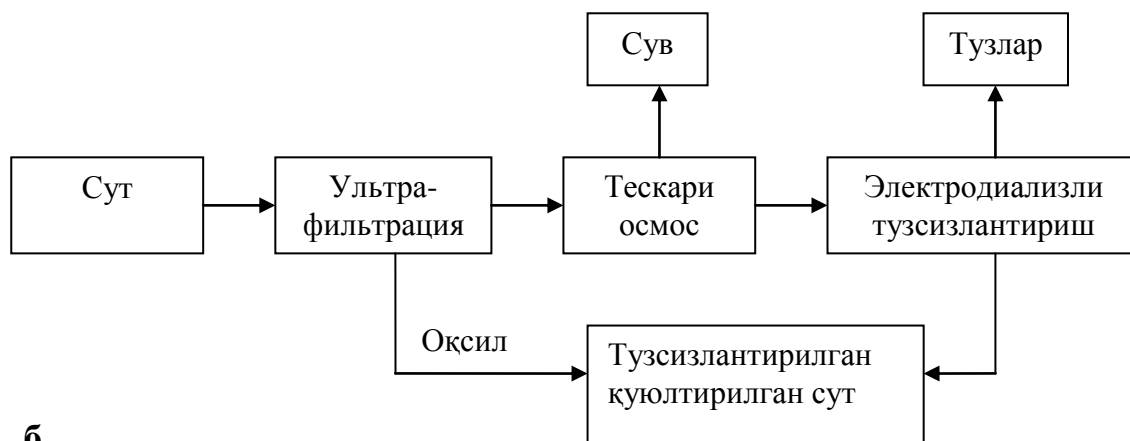 Сув
Тузлар
Сут
Ультра-
фильтрация
Тескари
осмос
Электродиализли
тузсизлантириш
Оқсил
Тузсизлантирилган
қуюлтирилган сут
б